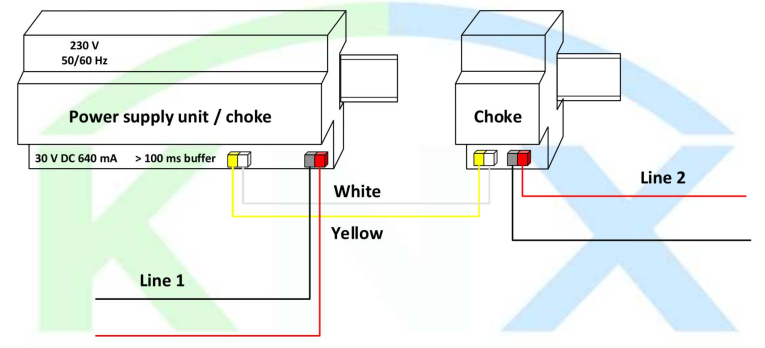 230 V
50/60 Hz
Power supply unit / choke
Choke
30 V DC 640 mA > 100 ms buffer
Line 2
White
Yellow
Line 1
KNX